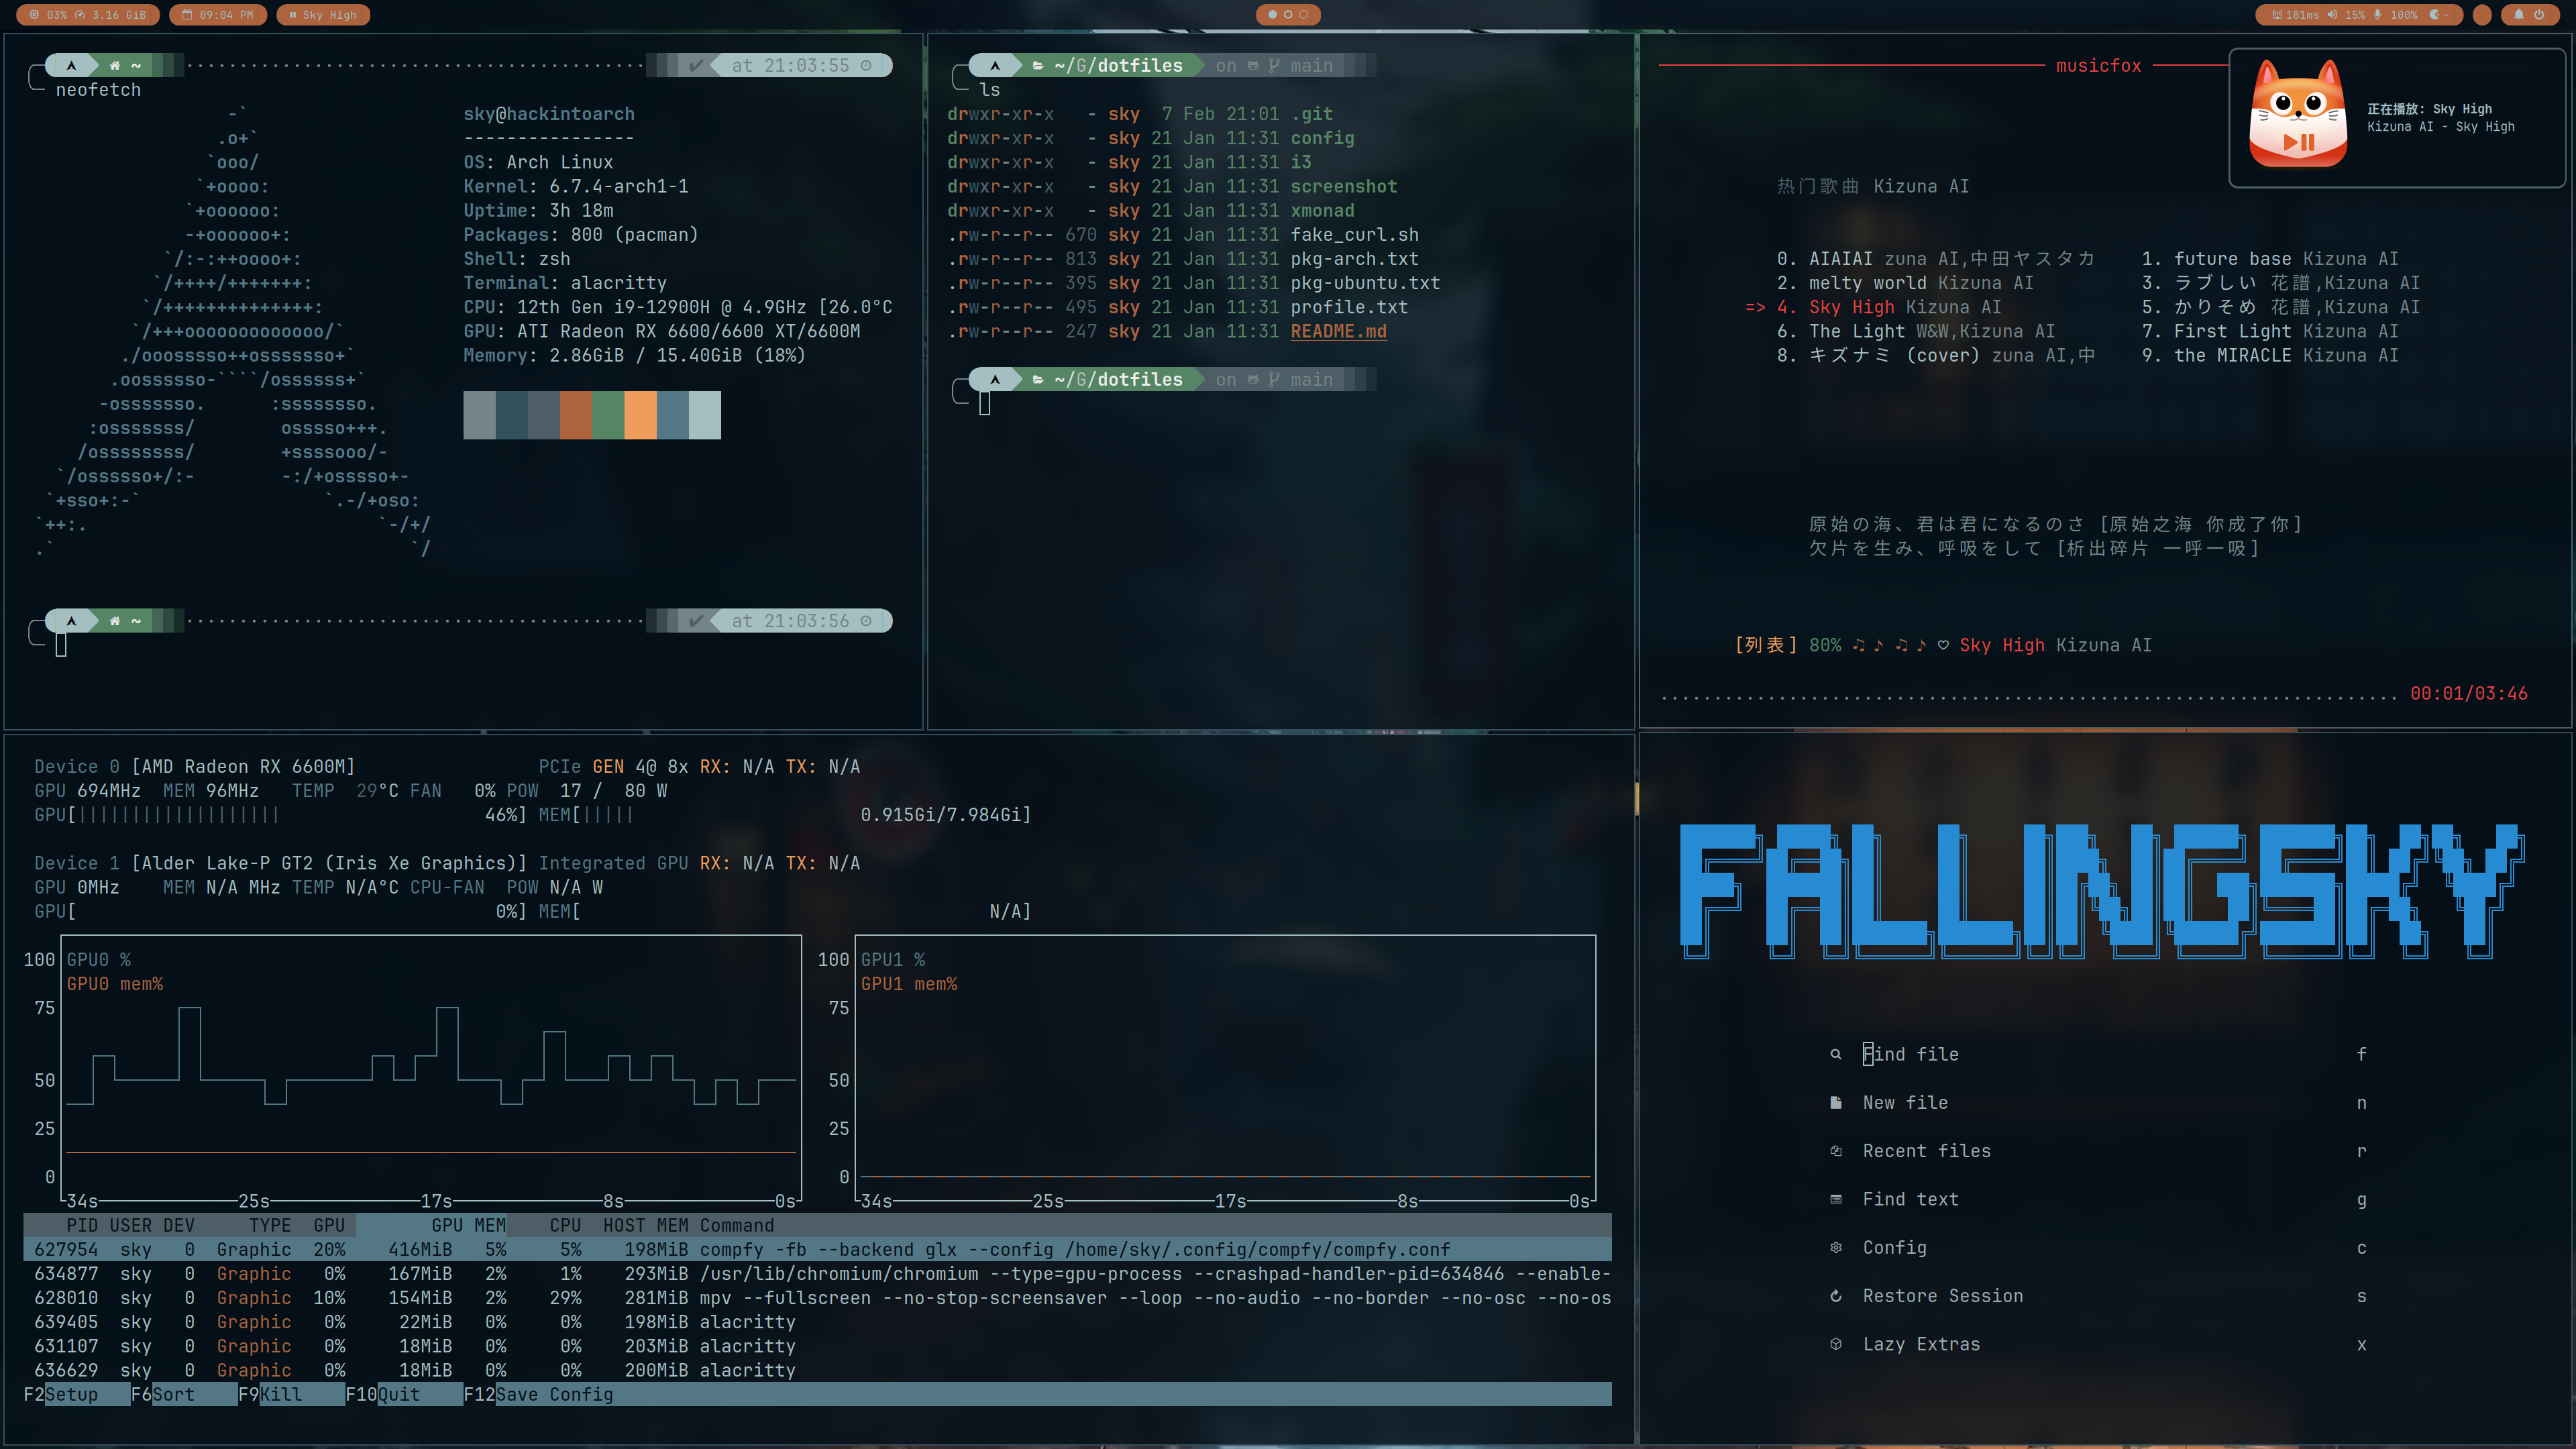 03% 3.16 GiB 09:04 PM Sky High
181ms 15% 100% -
~ at 21:03:55
neofetch
sky@hackintoarch
---------------
OS: Arch Linux
Kernel: 6.7.4-arch1-1
Uptime: 3h 18m
Packages: 800 (pacman)
Shell: zsh
Terminal: alacritty
CPU: 12th Gen i9-12900H @ 4.9GHz [26.0°C
GPU: ATI Radeon RX 6600/6600 XT/6600M
Memory: 2.86GiB / 15.40GiB (18%)
-`
.o+`
`ooo/
`+oooo:
`+oooooo:
-+oooooo+:
`/:-:++oooo+:
`/++++/+++++++:
`/++++++++++++++:
`/+++ooooooooooooo/`
./ooosssso++osssssso+`
.oossssso-````/ossssss+`
-osssssso. :ssssssso.
:osssssss/ osssso+++.
/ossssssss/ +ssssooo/-
`/ossssso+/:- -:/+osssso+-
`+sso+:-` `.-/+oso:
`++:. `-/+/
.` `/
~ at 21:03:56
~/G/dotfiles on main
ls
drwxr-xr-x - sky 7 Feb 21:01 .git
drwxr-xr-x - sky 21 Jan 11:31 config
drwxr-xr-x - sky 21 Jan 11:31 i3
drwxr-xr-x - sky 21 Jan 11:31 screenshot
drwxr-xr-x - sky 21 Jan 11:31 xmonad
.rw-r--r-- 670 sky 21 Jan 11:31 fake_curl.sh
.rw-r--r-- 813 sky 21 Jan 11:31 pkg-arch.txt
.rw-r--r-- 395 sky 21 Jan 11:31 pkg-ubuntu.txt
.rw-r--r-- 495 sky 21 Jan 11:31 profile.txt
.rw-r--r-- 247 sky 21 Jan 11:31 README.md
~/G/dotfiles on main
musicfox
正在播放: Sky High
Kizuna AI - Sky High
热门歌曲 Kizuna AI
0. AIAIAI zuna AI,中田ヤスタカ 1. future base Kizuna AI
2. melty world Kizuna AI 3. ラブしい 花譜,Kizuna AI
=> 4. Sky High Kizuna AI 5. かりそめ 花譜,Kizuna AI
6. The Light W&W,Kizuna AI 7. First Light Kizuna AI
8. キズナミ (cover) zuna AI,中 9. the MIRACLE Kizuna AI
原始の海、君は君になるのさ [原始之海 你成了你]
欠片を生み、呼吸をして [析出碎片 一呼一吸]
[列表] 80% ♫ ♪ ♫ ♪ ♡ Sky High Kizuna AI
00:01/03:46
Device 0 [AMD Radeon RX 6600M] PCIe GEN 4@ 8x RX: N/A TX: N/A
GPU 694MHz MEM 96MHz TEMP 29°C FAN 0% POW 17 / 80 W
GPU[||||||||||||||||||| 46%] MEM[||||| 0.915Gi/7.984Gi]
Device 1 [Alder Lake-P GT2 (Iris Xe Graphics)] Integrated GPU RX: N/A TX: N/A
GPU 0MHz MEM N/A MHz TEMP N/A°C CPU-FAN POW N/A W
GPU[ 0%] MEM[ N/A]
100 GPU0 % 100 GPU1 %
GPU0 mem% GPU1 mem%
75 75
50 50
25 25
0 0
34s 25s 17s 8s 0s 34s 25s 17s 8s 0s
PID USER DEV TYPE GPU GPU MEM CPU HOST MEM Command
627954 sky 0 Graphic 20% 416MiB 5% 5% 198MiB compfy -fb --backend glx --config /home/sky/.config/compfy/compfy.conf
634877 sky 0 Graphic 0% 167MiB 2% 1% 293MiB /usr/lib/chromium/chromium --type=gpu-process --crashpad-handler-pid=634846 --enable-
628010 sky 0 Graphic 10% 154MiB 2% 29% 281MiB mpv --fullscreen --no-stop-screensaver --loop --no-audio --no-border --no-osc --no-os
639405 sky 0 Graphic 0% 22MiB 0% 0% 198MiB alacritty
631107 sky 0 Graphic 0% 18MiB 0% 0% 203MiB alacritty
636629 sky 0 Graphic 0% 18MiB 0% 0% 200MiB alacritty
F2Setup F6Sort F9Kill F10Quit F12Save Config
FALLINGSKY
Find file f
New file n
Recent files r
Find text g
Config c
Restore Session s
Lazy Extras x